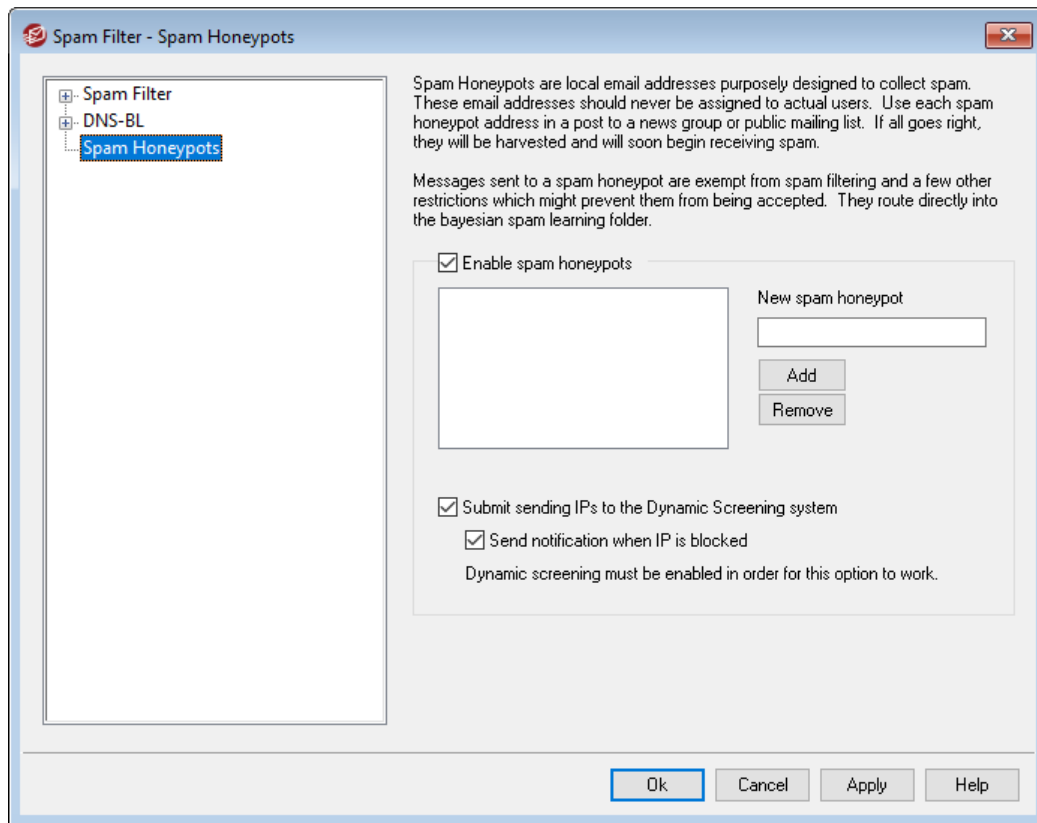 Spam Filter - Spam Honeypots
Spam Filter
DNS-BL
Spam Honeypots
Spam Honeypots are local email addresses purposely designed to collect spam.
These email addresses should never be assigned to actual users. Use each spam
honeypot address in a post to a news group or public mailing list. If all goes right,
they will be harvested and will soon begin receiving spam.
Messages sent to a spam honeypot are exempt from spam filtering and a few other
restrictions which might prevent them from being accepted. They route directly into
the bayesian spam learning folder.
Enable spam honeypots
New spam honeypot
Add
Remove
Submit sending IPs to the Dynamic Screening system
Send notification when IP is blocked
Dynamic screening must be enabled in order for this option to work.
Ok
Cancel
Apply
Help